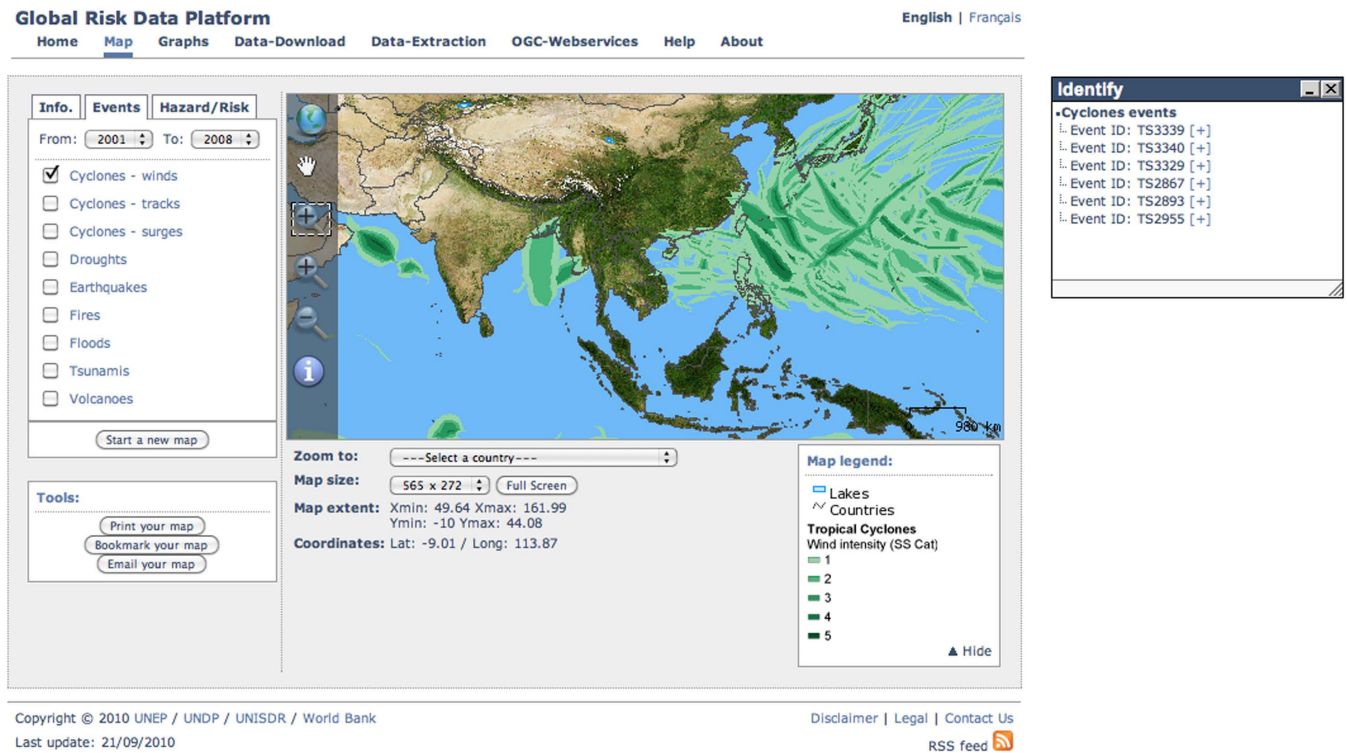 Global Risk Data Platform
English | Français
Home Map Graphs Data-Download Data-Extraction OGC-Webservices Help About
Info. Events Hazard/Risk
From: 2001 To: 2008
Cyclones - winds
Cyclones - tracks
Cyclones - surges
Droughts
Earthquakes
Fires
Floods
Tsunamis
Volcanoes
Start a new map
Tools:
Print your map
Bookmark your map
Email your map
0 980 km
Zoom to: ---Select a country---
Map size: 565 x 272 Full Screen
Map extent: Xmin: 49.64 Xmax: 161.99
Ymin: -10 Ymax: 44.08
Coordinates: Lat: -9.01 / Long: 113.87
Map legend:
Lakes
Countries
Tropical Cyclones
Wind intensity (SS Cat)
1
2
3
4
5
Hide
Identify
Cyclones events
Event ID: TS3339 [+]
Event ID: TS3340 [+]
Event ID: TS3329 [+]
Event ID: TS2867 [+]
Event ID: TS2893 [+]
Event ID: TS2955 [+]
Copyright © 2010 UNEP / UNDP / UNISDR / World Bank
Disclaimer | Legal | Contact Us
Last update: 21/09/2010
RSS feed